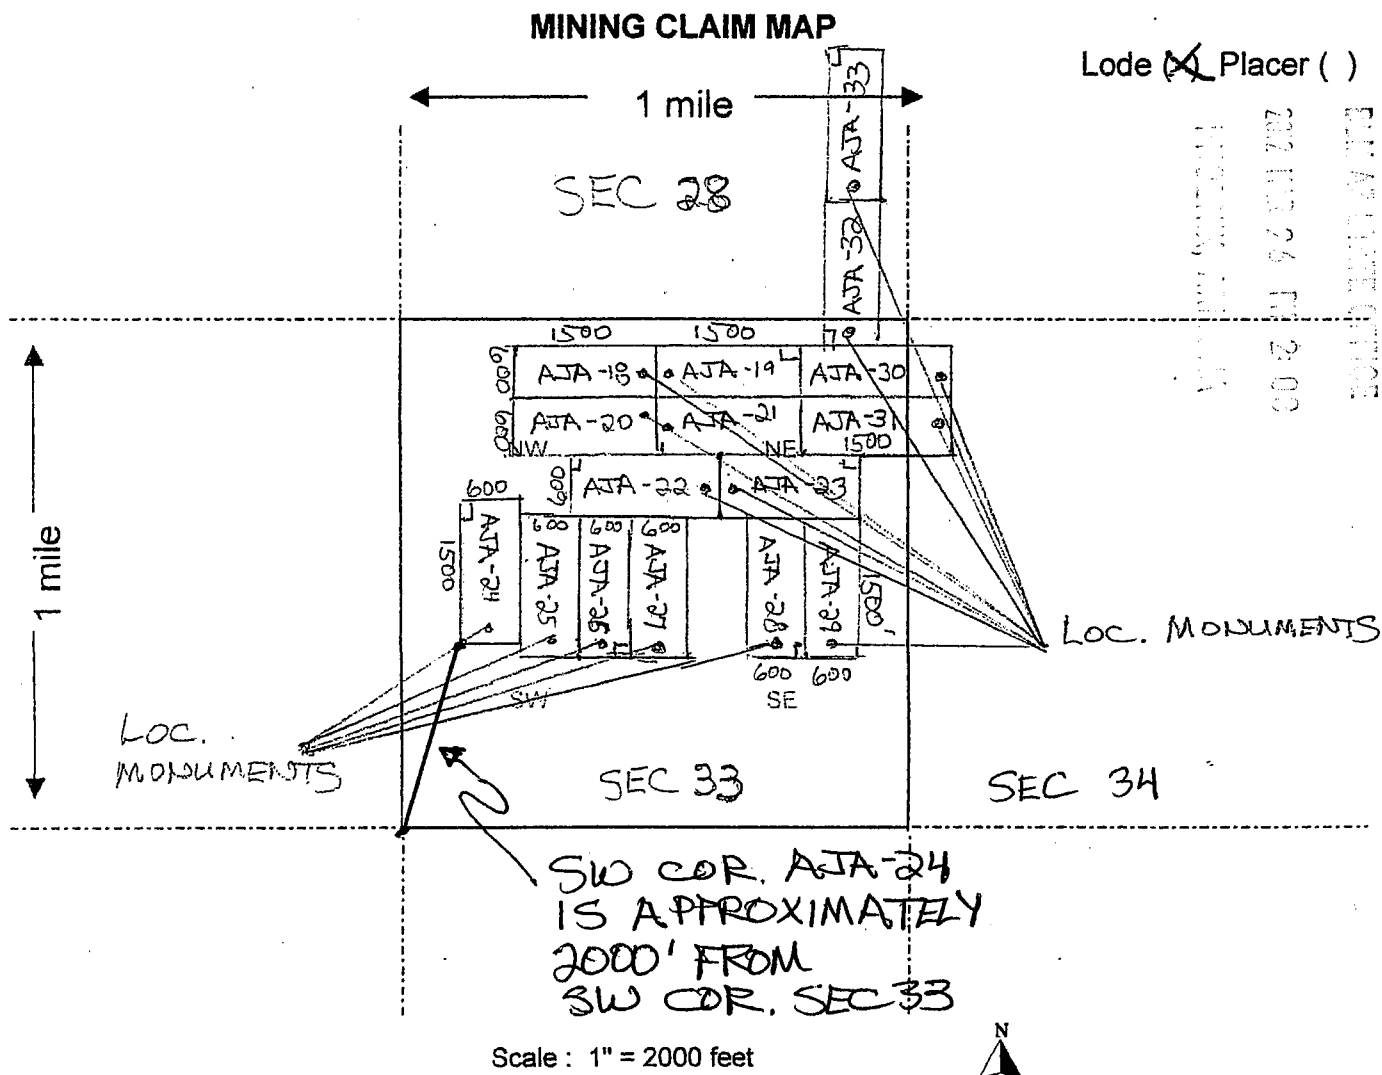 MINING CLAIM MAP
Lode (X) Placer ( )
1 mile
AJA-33
SEC 28
AJA-32
1500 1500
600 AJA-18 AJA-19 AJA-30
600 AJA-20 AJA-21 AJA-31
NW NE 1500
600 AJA-22 AJA-23
600
1500 AJA-24
600 600 600
AJA-25 AJA-26 AJA-27 AJA-28 AJA-29 1500'
1 mile
LOC. MONUMENTS
600 600
SW SE
LOC.
MONUMENTS
SEC 33
SEC 34
SW COR. AJA-24
IS APPROXIMATELY
2000' FROM
SW COR. SEC 33
Scale : 1" = 2000 feet
N